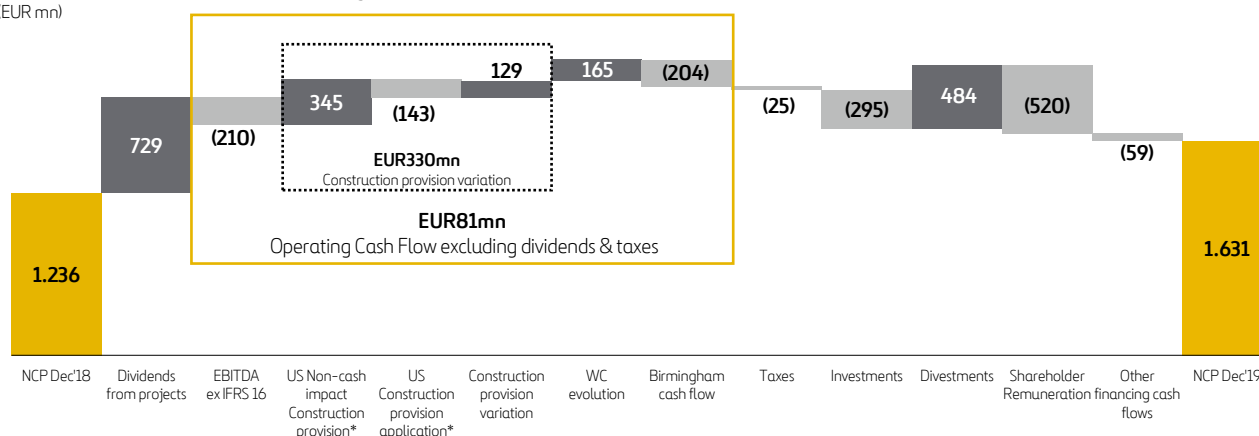 (EUR mn)
129
165
(204)
345
(143)
(25)
(295)
484
(520)
729
(210)
(59)
EUR330mn
Construction provision variation
EUR81mn
Operating Cash Flow excluding dividends & taxes
1.236
1.631
NCP Dec'18
Dividends
from projects
EBITDA
ex IFRS 16
US Non-cash
impact
Construction
provision*
US
Construction
provision
application*
Construction
provision
variation
WC
evolution
Birmingham
cash flow
Taxes
Investments
Divestments
Shareholder
Remuneration
Other
financing cash
flows
NCP Dec'19